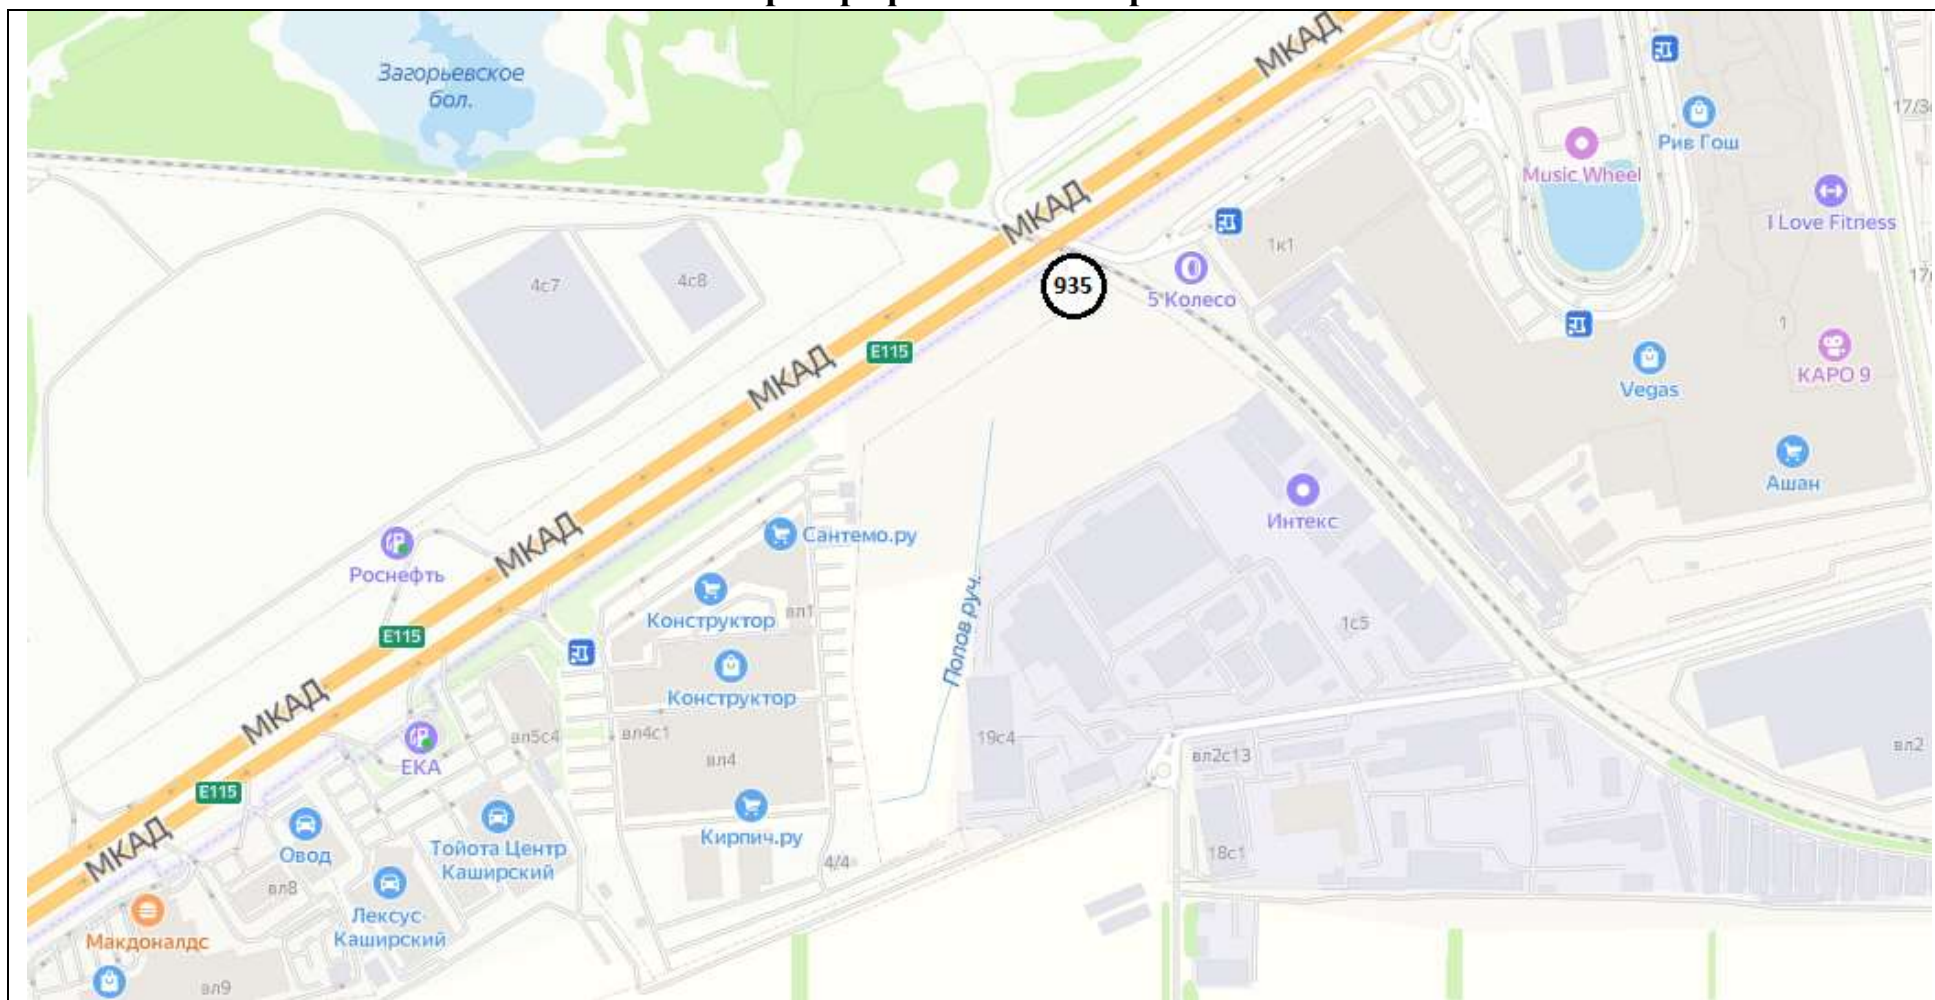 МКАД
Загорьевское
бол.
17/3
Рив Гош
Music Wheel
I Love Fitness
МКАД
1к1
4с7
4с8
935
5 Колесо
17
1
E115
МКАД
КАРО 9
Vegas
Ашан
Интекс
Сантемо.ру
МКАД
Роснефть
Конструктор
вл1
E115
1с5
Попов руч.
Конструктор
МКАД
вл5с4
вл4с1
19с4
вл2с13
вл2
вл4
ЕКА
E115
Кирпич.ру
МКАД
Овод
Тойота Центр
Каширский
4/4
18с1
вл8
Лексус-
Каширский
Макдоналдс
вл9